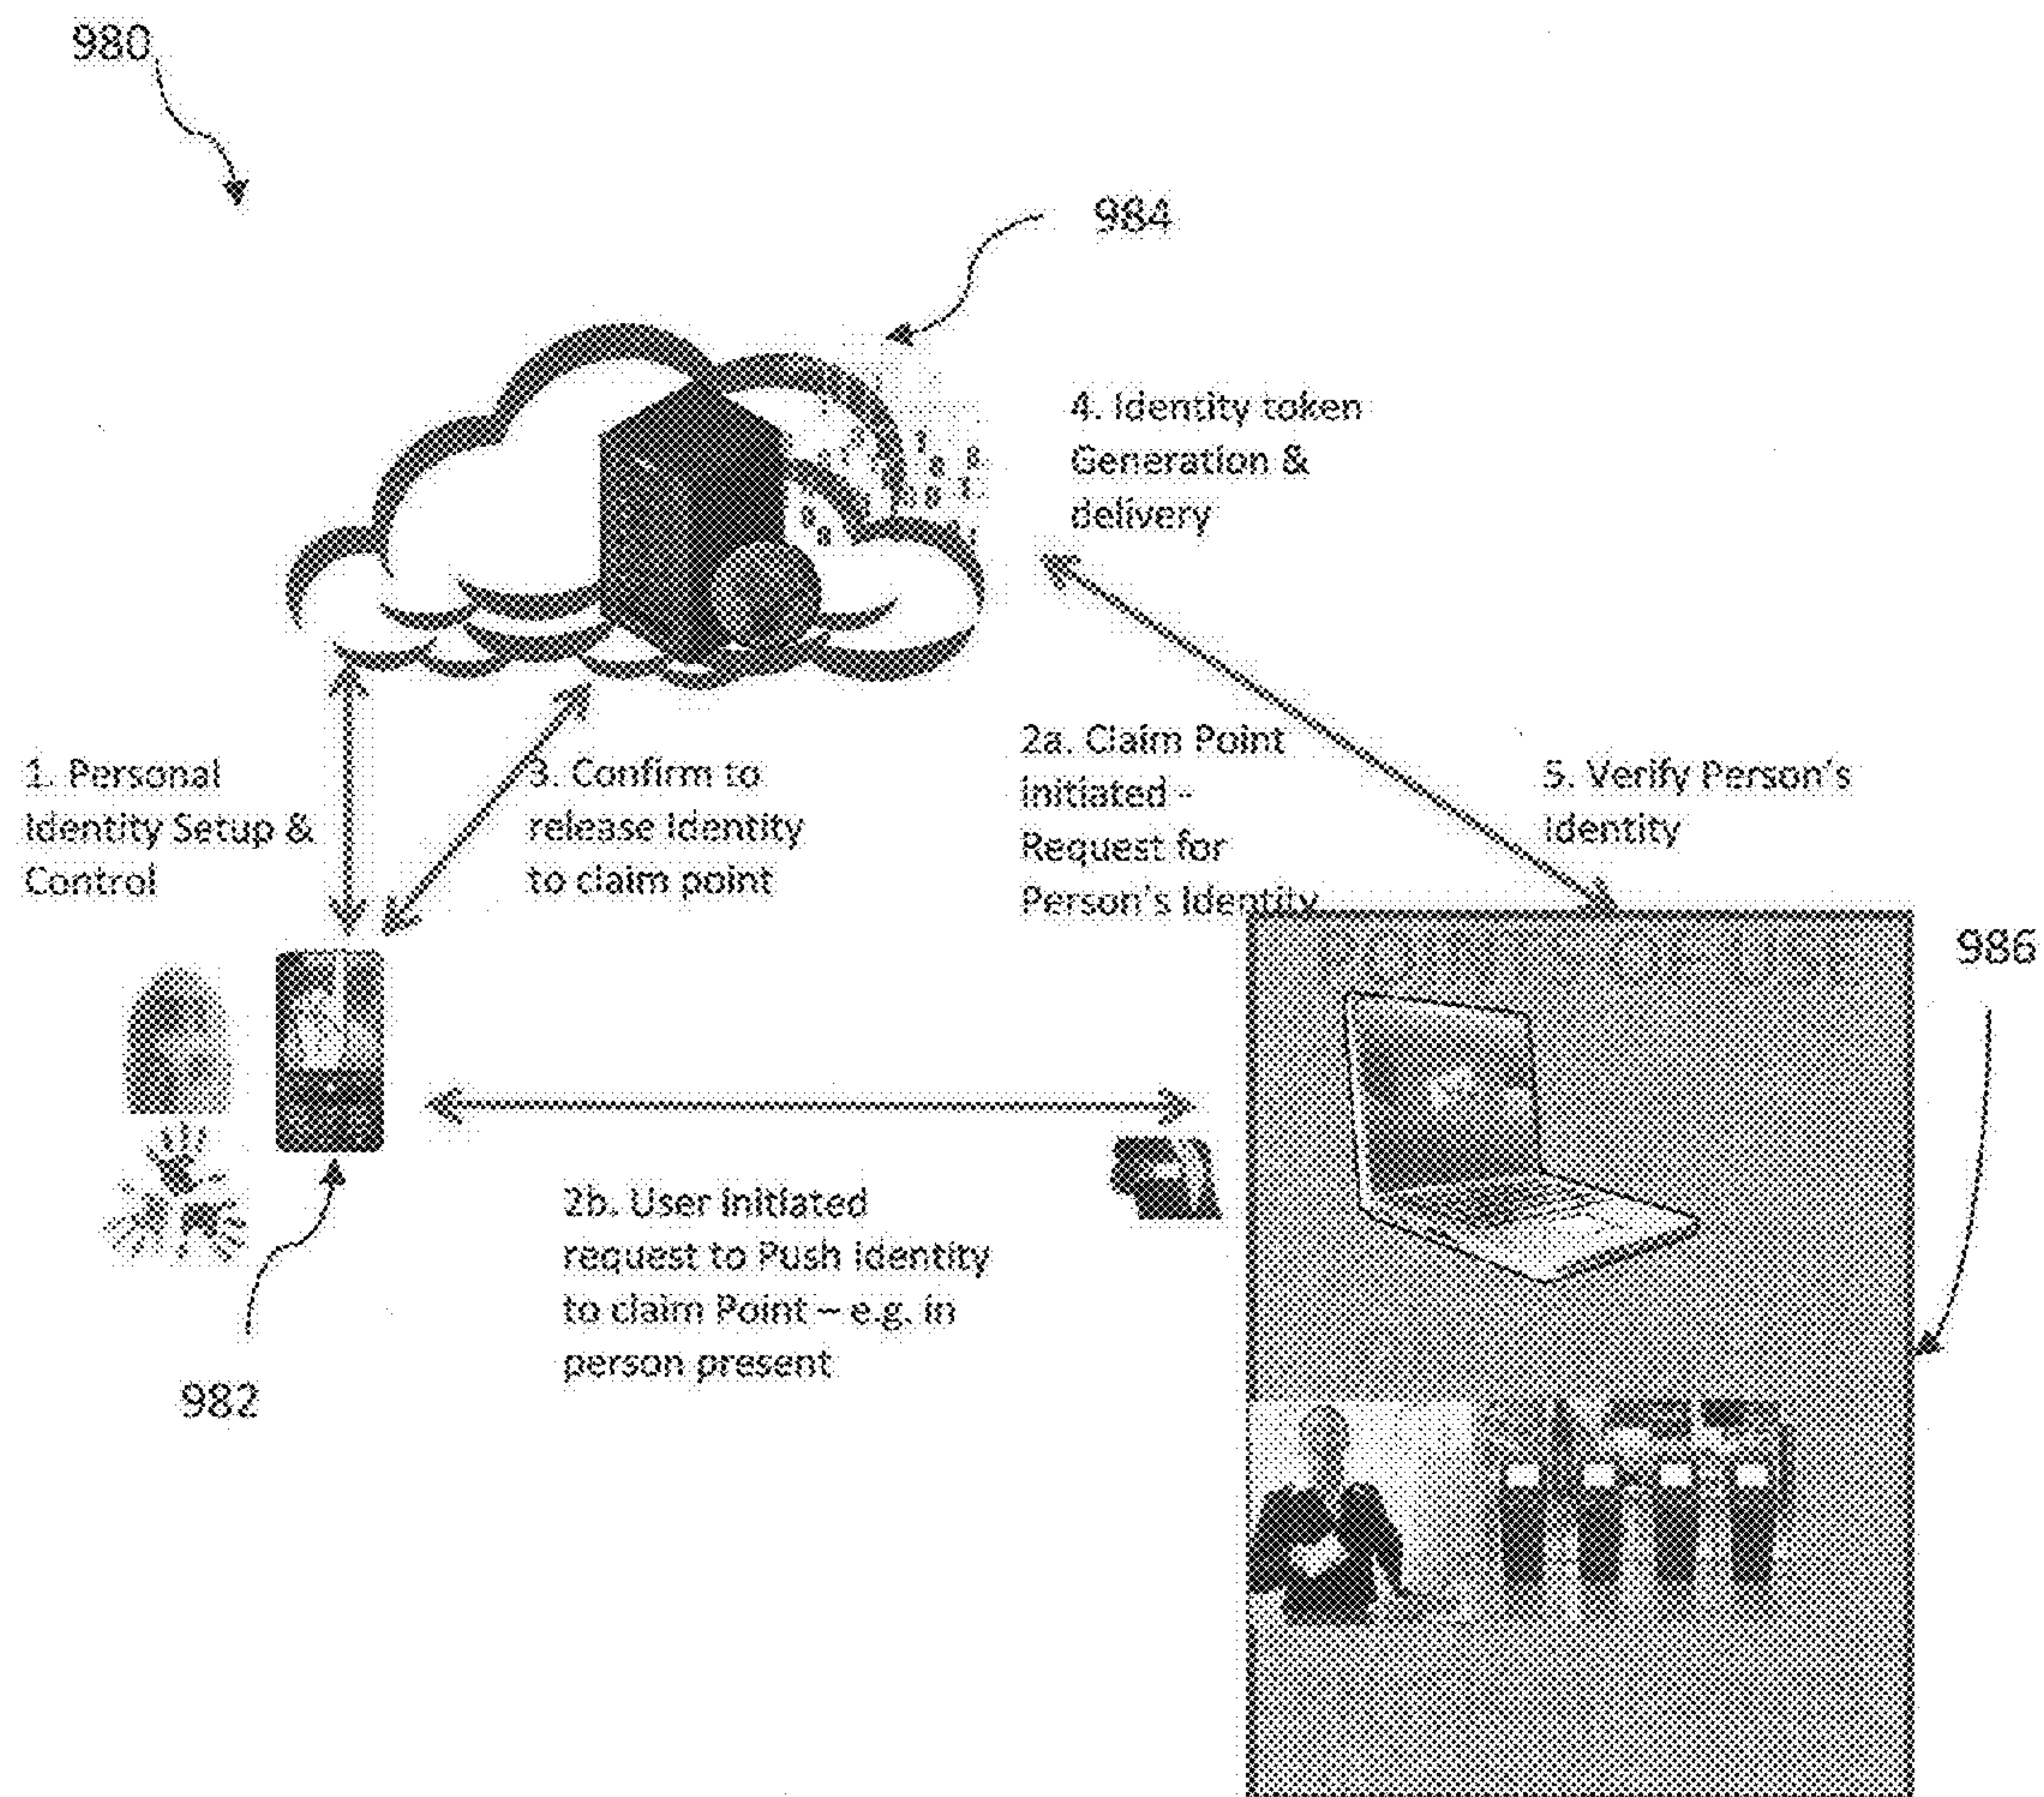 980
984
4. Identity token
Generation &
delivery
2a. Claim Point
initiated -
Request for
Person's Identity
5. Verify Person's
identity
1. Personal
Identity Setup &
Control
3. Confirm to
release Identity
to claim point
986
2b. User initiated
request to Push identity
to claim Point – e.g. in
person present
982